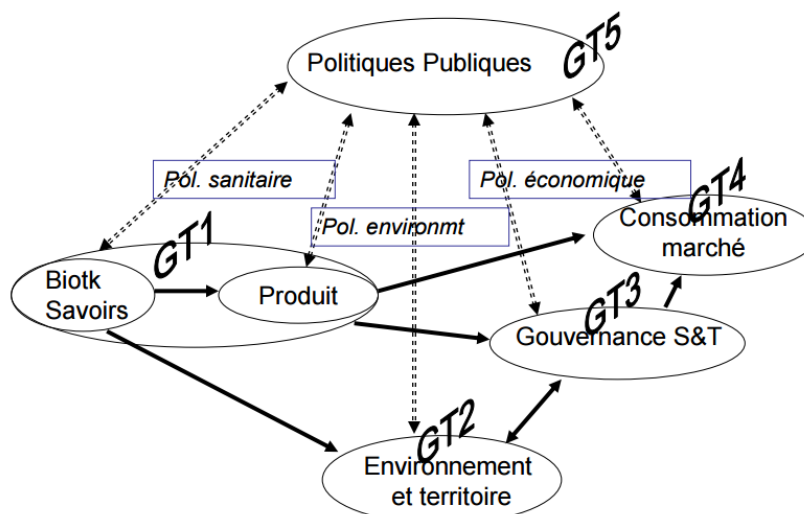 Politiques Publiques
GT5
Pol. sanitaire
Pol. économique
Pol. environmt
GT4
Consommation
marché
GT1
Biotk
Savoirs
Produit
GT3
Gouvernance S&T
GT2
Environnement
et territoire